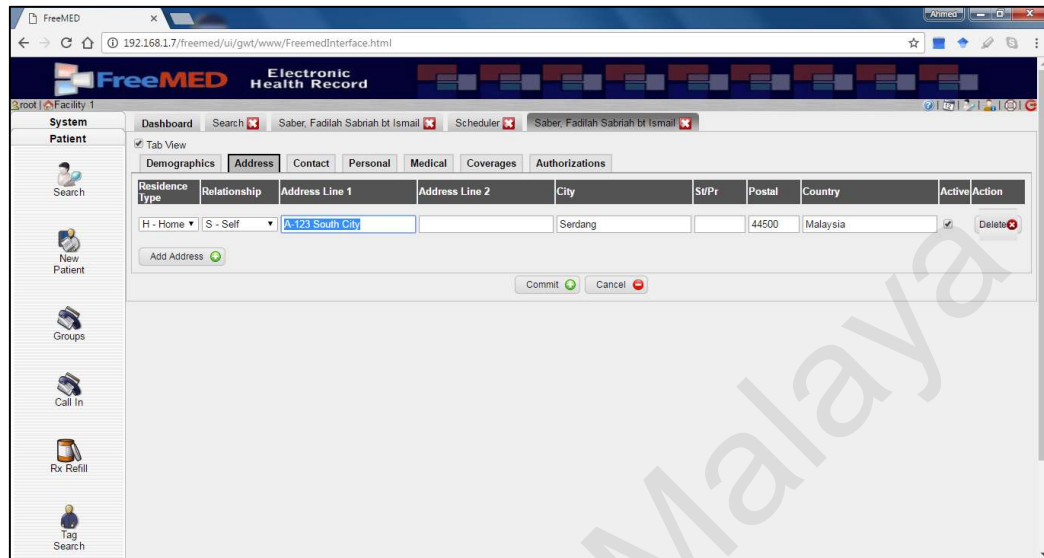 FreeMED
Ahmed
192.168.1.7/freemed/ui/gwt/www/FreemedInterface.html
FreeMED Electronic Health Record
root | Facility 1
System
Patient
Search
New Patient
Groups
Call In
Rx Refill
Tag Search
Dashboard Search Saber, Fadilah Sabriah bt Ismail Scheduler Saber, Fadilah Sabriah bt Ismail
Tab View
Demographics Address Contact Personal Medical Coverages Authorizations
Residence Type Relationship Address Line 1 Address Line 2 City St/Pr Postal Country Active Action
H - Home S - Self A-123 South City Serdang 44500 Malaysia Delete
Add Address
Commit Cancel
Malaya